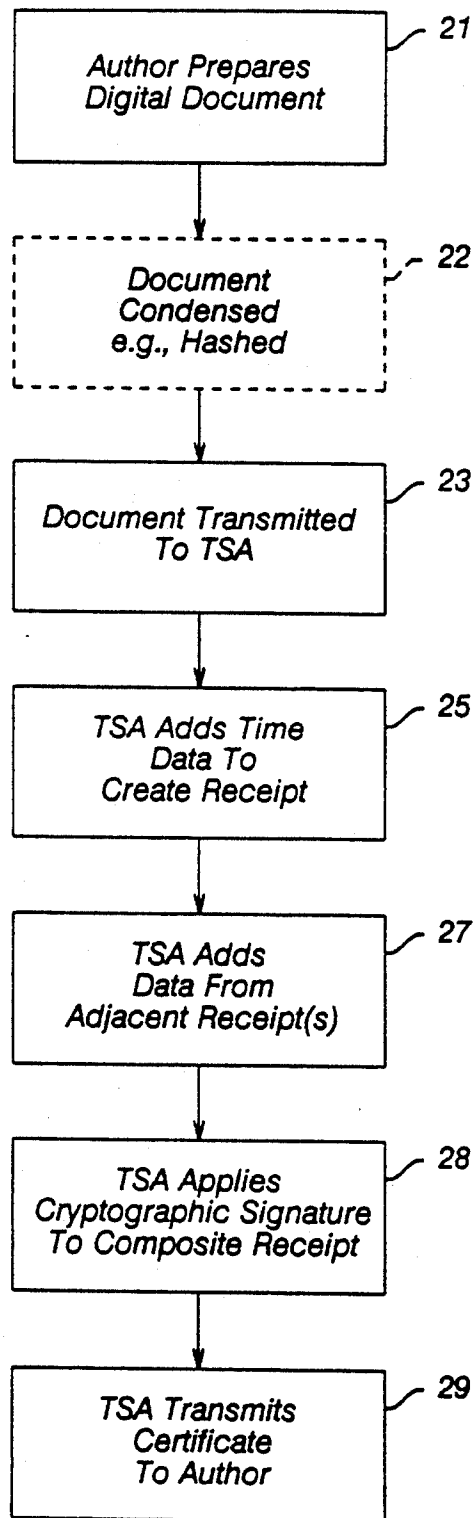 21
Author Prepares
Digital Document
22
Document
Condensed
e.g., Hashed
23
Document Transmitted
To TSA
25
TSA Adds Time
Data To
Create Receipt
27
TSA Adds
Data From
Adjacent Receipt(s)
28
TSA Applies
Cryptographic Signature
To Composite Receipt
29
TSA Transmits
Certificate
To Author